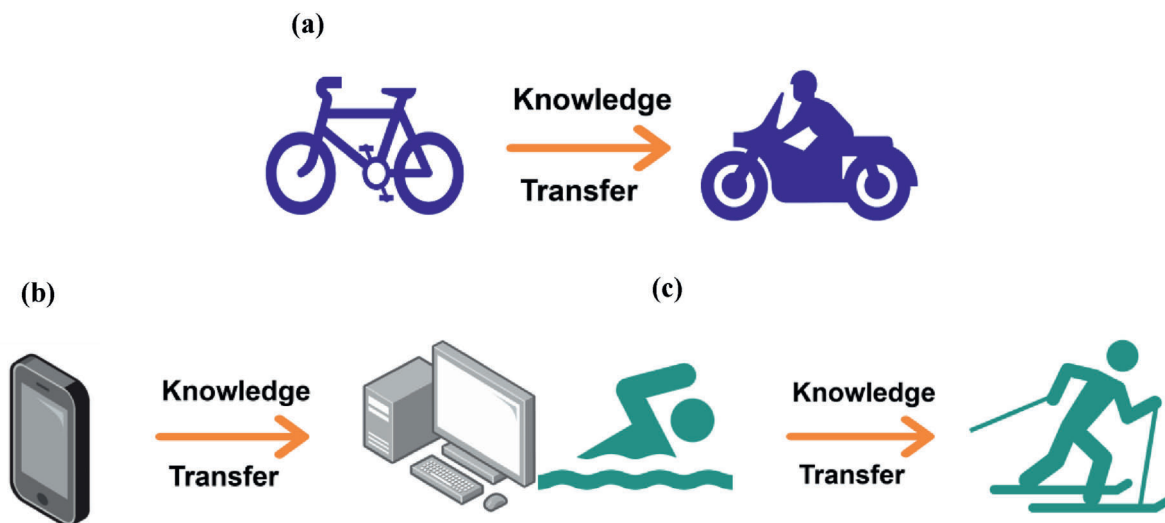 (a)
Knowledge
Transfer
(b)
Knowledge
Transfer
(c)
Knowledge
Transfer